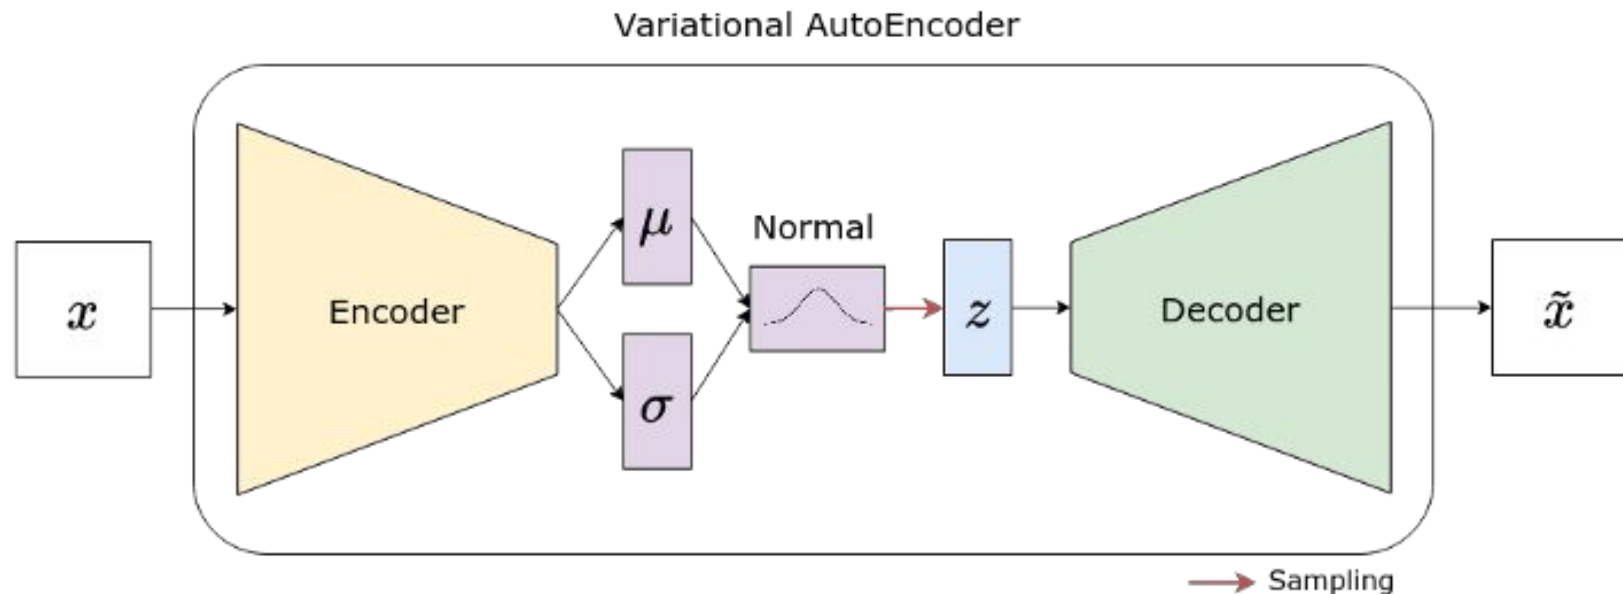 Variational AutoEncoder
x
Encoder
μ
σ
Normal
z
Decoder
x̃
Sampling